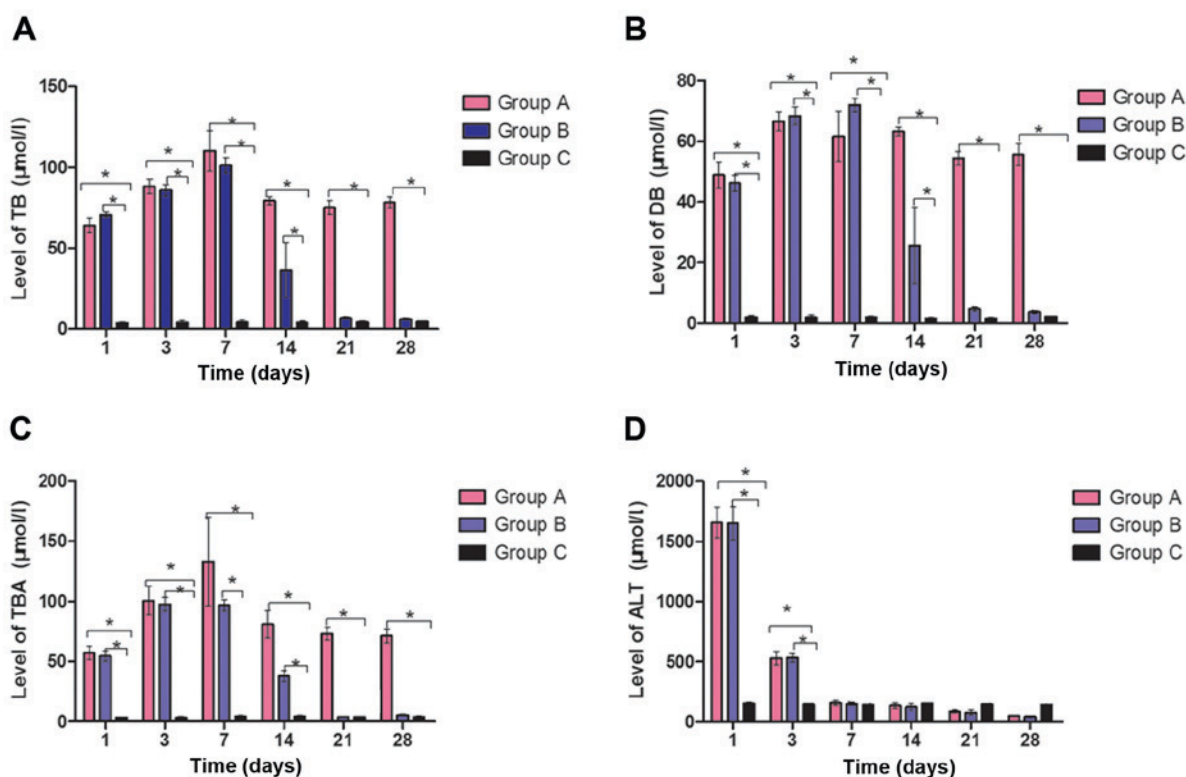 A
Level of TB (µmol/l)
150
100
50
0
* * * * * * * * * *
1 3 7 14 21 28
Time (days)
Group A
Group B
Group C
B
Level of DB (µmol/l)
80
60
40
20
0
* * * * * * * * * *
1 3 7 14 21 28
Time (days)
Group A
Group B
Group C
C
Level of TBA (µmol/l)
200
150
100
50
0
* * * * * * * * * *
1 3 7 14 21 28
Time (days)
Group A
Group B
Group C
D
Level of ALT (µmol/l)
2000
1500
1000
500
0
* * * *
1 3 7 14 21 28
Time (days)
Group A
Group B
Group C